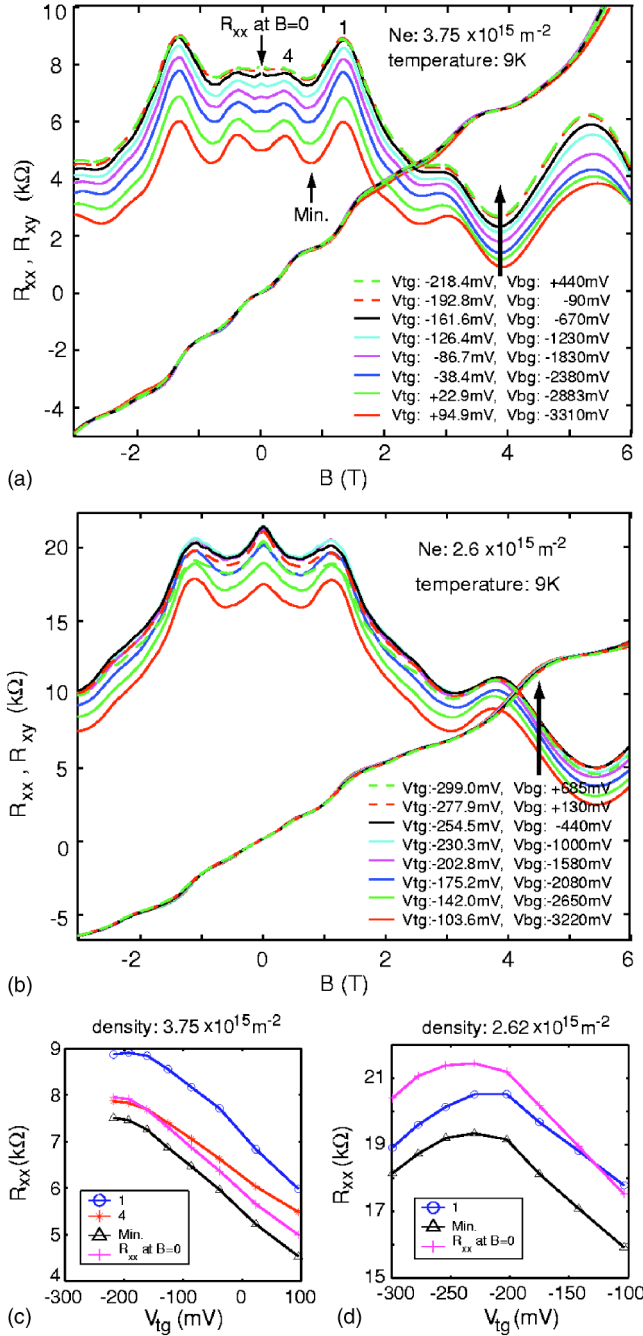 10
8
6
4
2
0
-2
-4
R_xx, R_xy (kΩ)
R_xx at B=0
1
4
Min.
Ne: 3.75 x10^15 m^-2
temperature: 9K
Vtg: -218.4mV, Vbg: +440mV
Vtg: -192.8mV, Vbg: -90mV
Vtg: -161.6mV, Vbg: -670mV
Vtg: -126.4mV, Vbg: -1230mV
Vtg: -86.7mV, Vbg: -1830mV
Vtg: -38.4mV, Vbg: -2380mV
Vtg: +22.9mV, Vbg: -2883mV
Vtg: +94.9mV, Vbg: -3310mV
-2 0 2 4 6
(a) B (T)
20
15
10
5
0
-5
R_xx, R_xy (kΩ)
Ne: 2.6 x10^15 m^-2
temperature: 9K
Vtg:-299.0mV, Vbg:+685mV
Vtg:-277.9mV, Vbg:+130mV
Vtg:-254.5mV, Vbg:-440mV
Vtg:-230.3mV, Vbg:-1000mV
Vtg:-202.8mV, Vbg:-1580mV
Vtg:-175.2mV, Vbg:-2080mV
Vtg:-142.0mV, Vbg:-2650mV
Vtg:-103.6mV, Vbg:-3220mV
-2 0 2 4 6
(b) B (T)
density: 3.75 x10^15 m^-2
9
8
7
6
5
4
R_xx (kΩ)
1
4
Min.
R_xx at B=0
-300 -200 -100 0 100
(c) V_tg (mV)
density: 2.62 x10^15 m^-2
21
19
17
15
R_xx (kΩ)
1
Min.
R_xx at B=0
-300 -250 -200 -150 -100
(d) V_tg (mV)